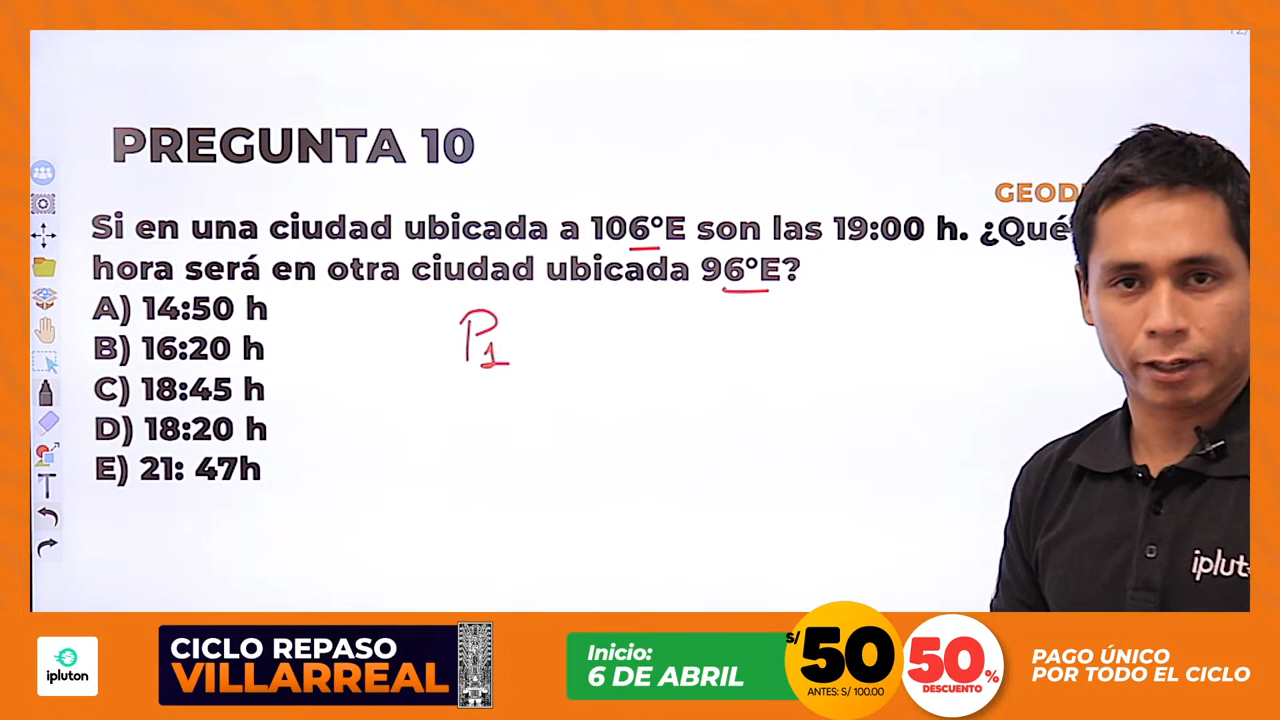 PREGUNTA 10
GEOD
Si en una ciudad ubicada a 106°E son las 19:00 h. ¿Qué
hora será en otra ciudad ubicada 96°E?
A) 14:50 h
B) 16:20 h
C) 18:45 h
D) 18:20 h
E) 21: 47h
P1
iplut
ipluton
CICLO REPASO
VILLARREAL
Inicio:
6 DE ABRIL
S/ 50
ANTES: S/ 100.00
50%
DESCUENTO
PAGO ÚNICO
POR TODO EL CICLO